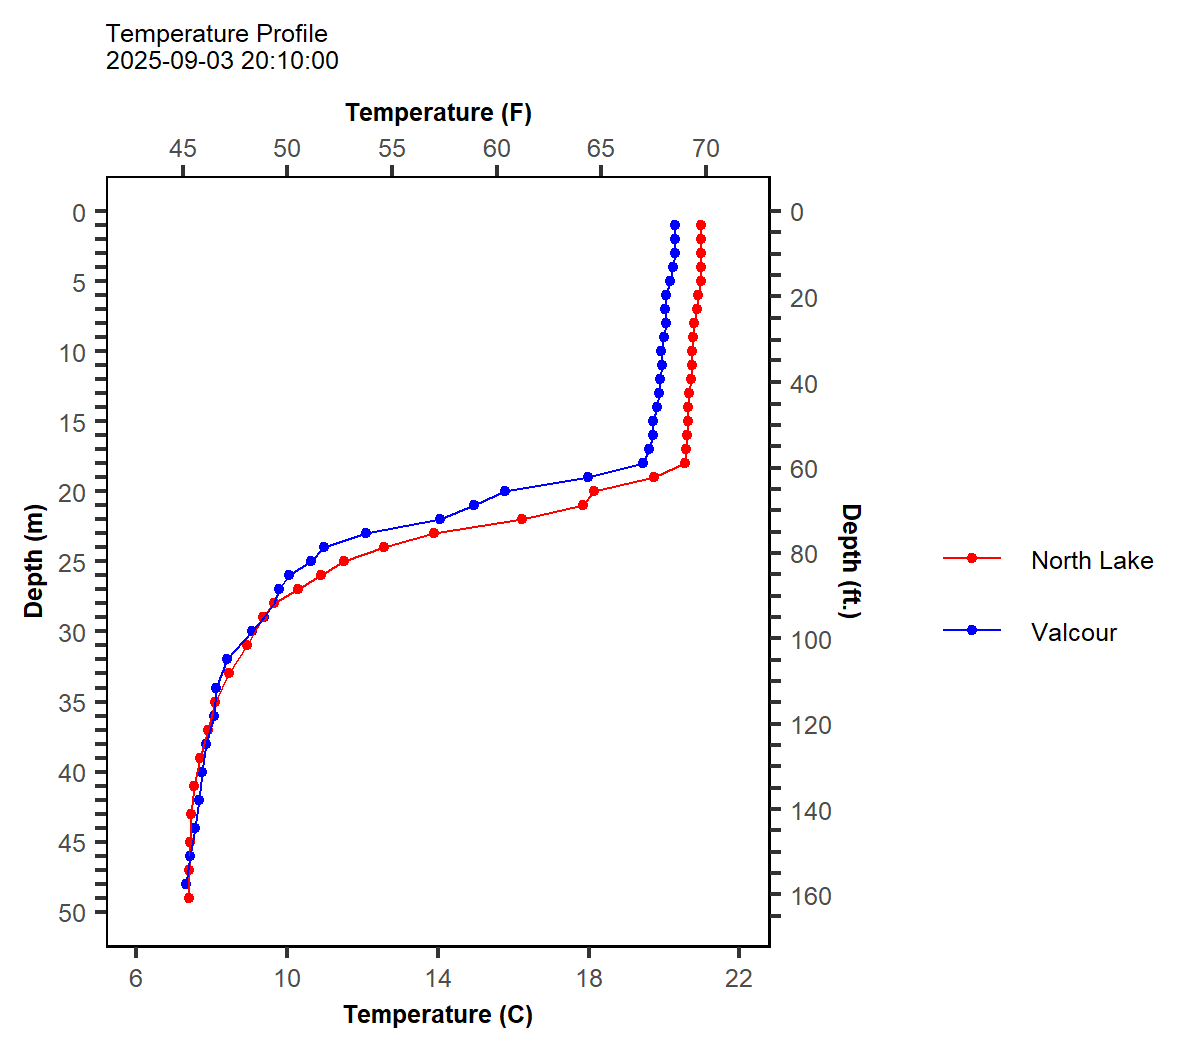 Temperature Profile
2025-09-03 20:10:00
Temperature (F)
45 50 55 60 65 70
0
5
10
15
20
25
30
35
40
45
50
Depth (m)
0
20
40
60
80
100
120
140
160
Depth (ft.)
North Lake
Valcour
6 10 14 18 22
Temperature (C)